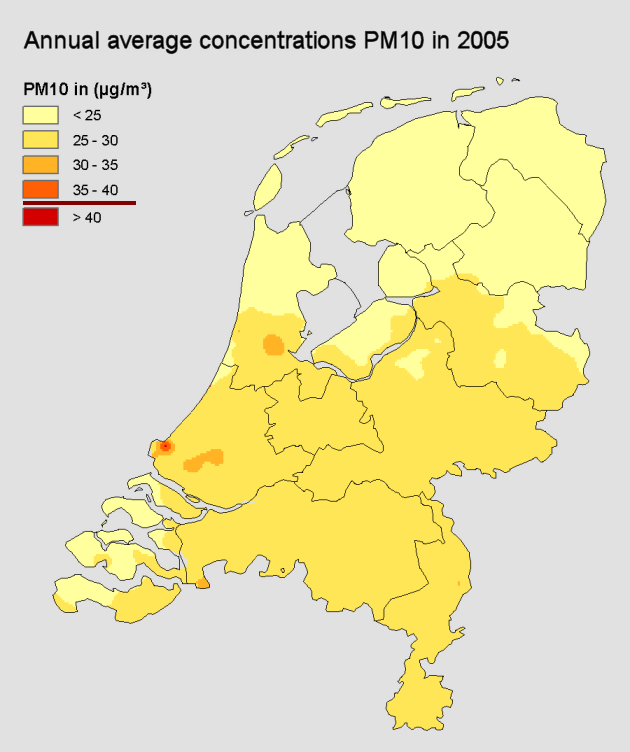 Annual average concentrations PM10 in 2005
PM10 in (µg/m³)
< 25
25 - 30
30 - 35
35 - 40
> 40